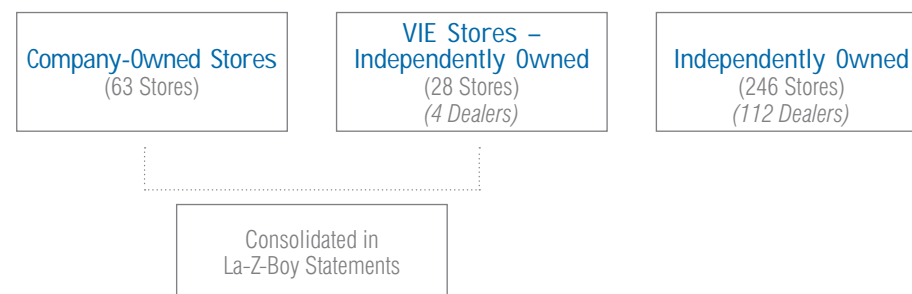 Company-Owned Stores
(63 Stores)
VIE Stores –
Independently Owned
(28 Stores)
(4 Dealers)
Independently Owned
(246 Stores)
(112 Dealers)
Consolidated in
La-Z-Boy Statements